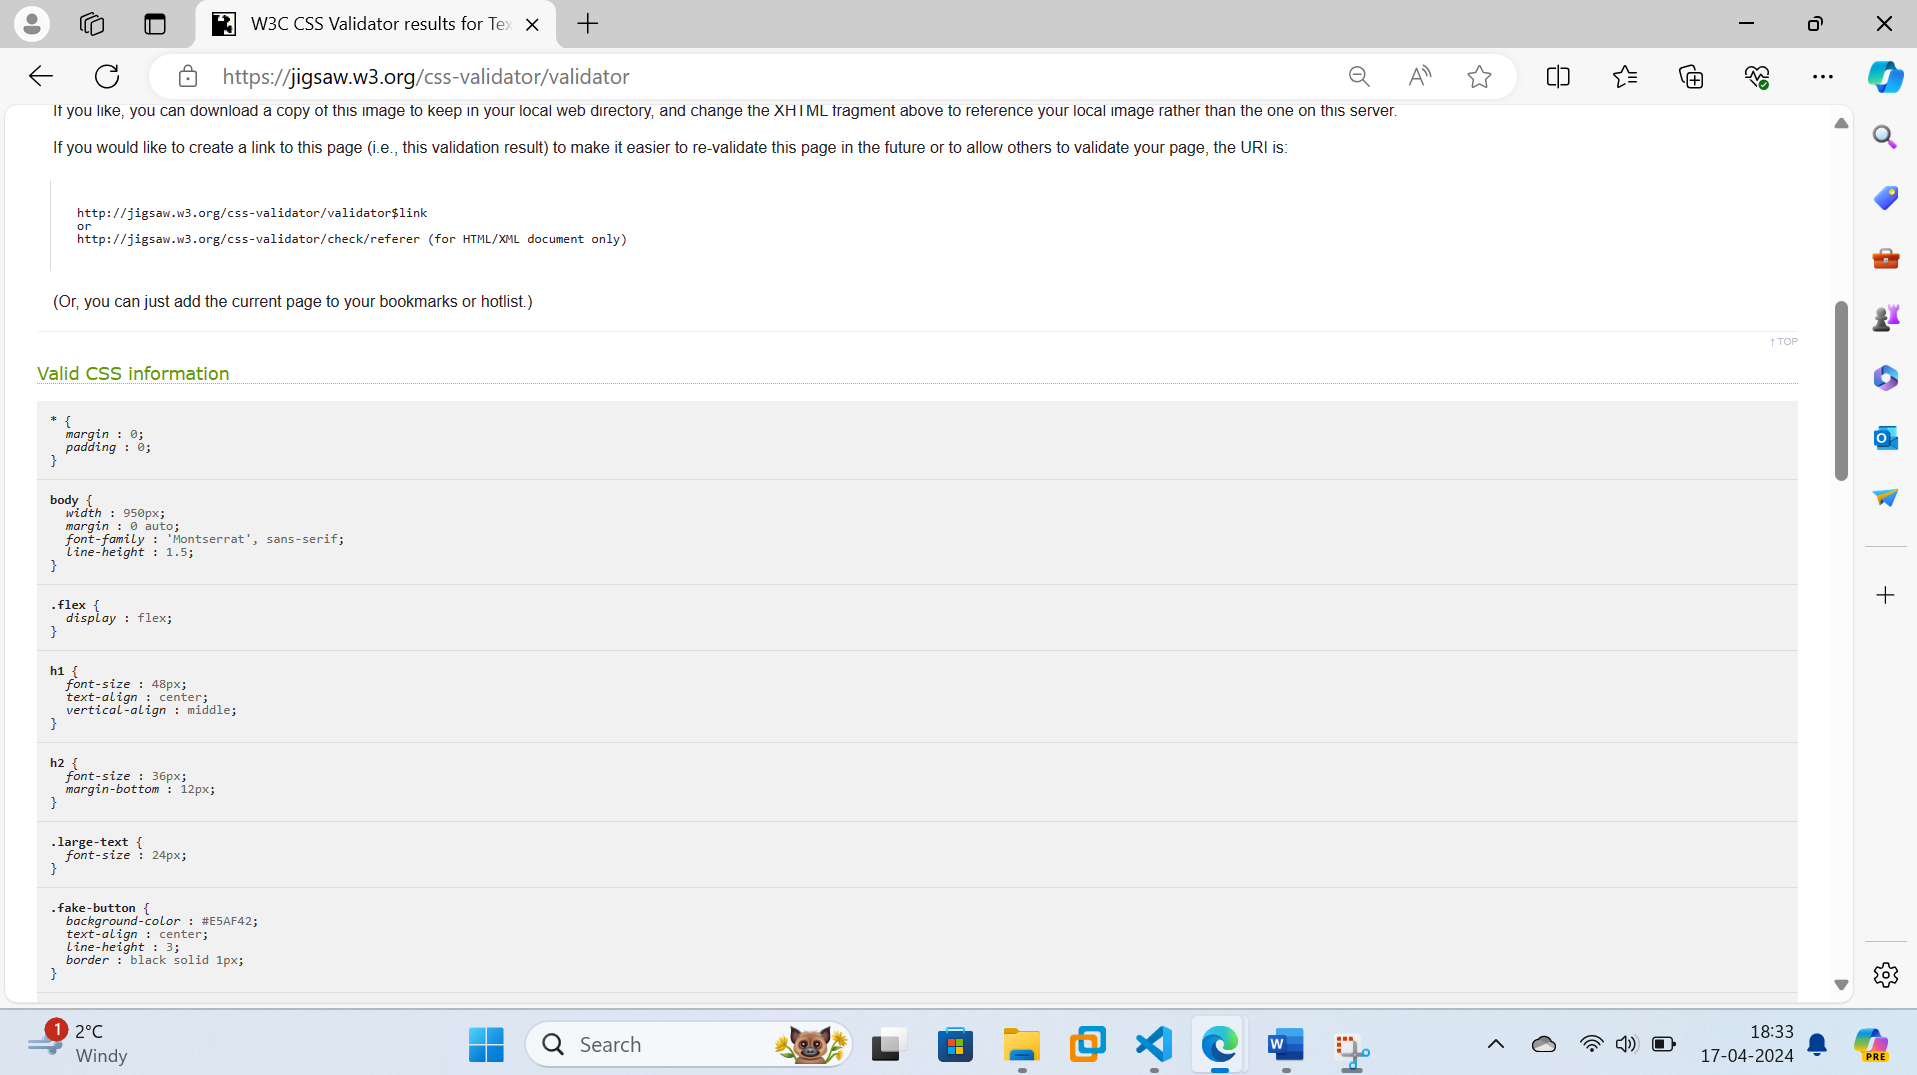 W3C CSS Validator results for Tex
https://jigsaw.w3.org/css-validator/validator
If you like, you can download a copy of this image to keep in your local web directory, and change the XHTML fragment above to reference your local image rather than the one on this server.
If you would like to create a link to this page (i.e., this validation result) to make it easier to re-validate this page in the future or to allow others to validate your page, the URI is:
http://jigsaw.w3.org/css-validator/validator$link
or
http://jigsaw.w3.org/css-validator/check/referer (for HTML/XML document only)
(Or, you can just add the current page to your bookmarks or hotlist.)
↑ TOP
Valid CSS information
* {
margin : 0;
padding : 0;
}
body {
width : 950px;
margin : 0 auto;
font-family : 'Montserrat', sans-serif;
line-height : 1.5;
}
.flex {
display : flex;
}
h1 {
font-size : 48px;
text-align : center;
vertical-align : middle;
}
h2 {
font-size : 36px;
margin-bottom : 12px;
}
.large-text {
font-size : 24px;
}
.fake-button {
background-color : #E5AF42;
text-align : center;
line-height : 3;
border : black solid 1px;
}
1
2°C
Windy
Search
18:33
17-04-2024
PRE